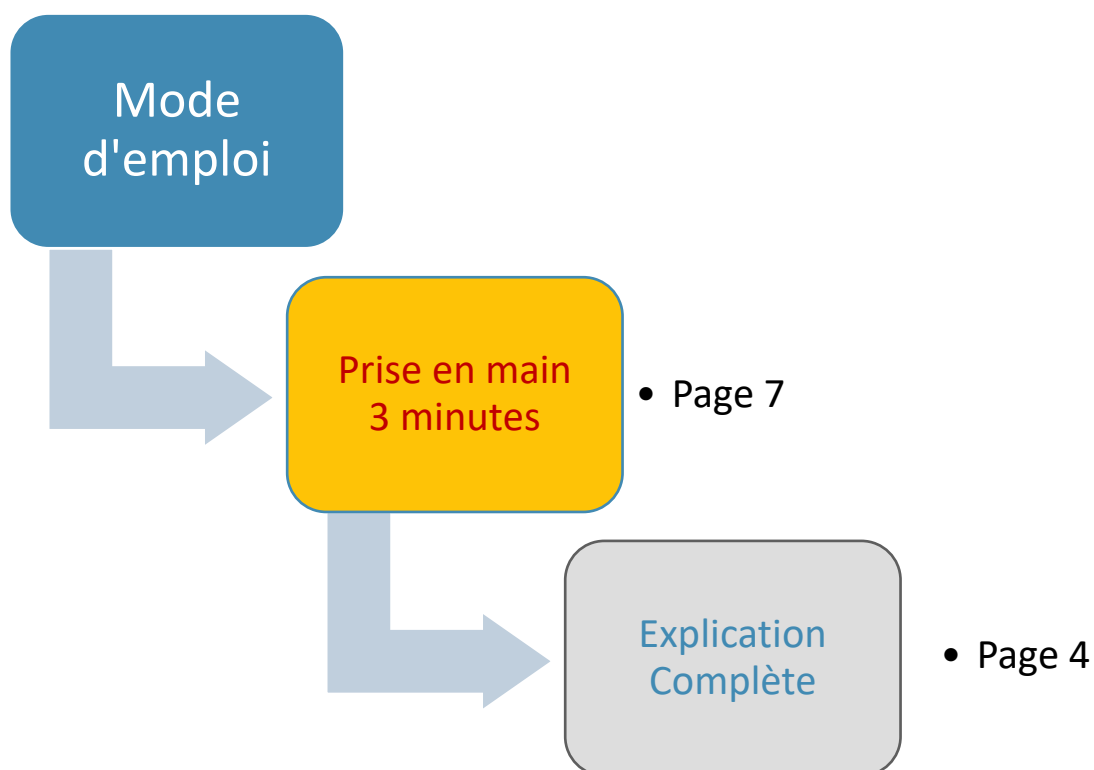 Mode
d'emploi
Prise en main
3 minutes
• Page 7
Explication
Complète
• Page 4